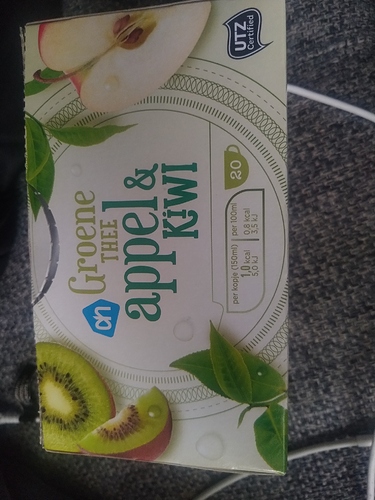 ah
Groene
THEE
appel &
KiWi
20
per 100ml
0,8 kcal
3,5 kJ
per kopje (150ml)
1,0 kcal
5,0 kJ
UTZ
Certified